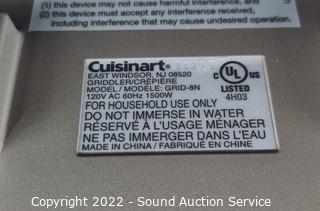 (1) this device may not cause harmful interference, and
(2) this device must accept any interference received,
including interference that may cause undesired operation.
Cuisinart
EAST WINDSOR, NJ 08520
GRIDDLER/CRÊPIÈRE
MODEL / MODÈLE: GRID-8N
120V AC 60Hz 1500W
c UL US
LISTED
4H03
FOR HOUSEHOLD USE ONLY
DO NOT IMMERSE IN WATER
RÉSERVÉ À L'USAGE MÉNAGER
NE PAS IMMERGER DANS L'EAU
MADE IN CHINA / FABRIQUÉ EN CHINE
Copyright 2022 - Sound Auction Service